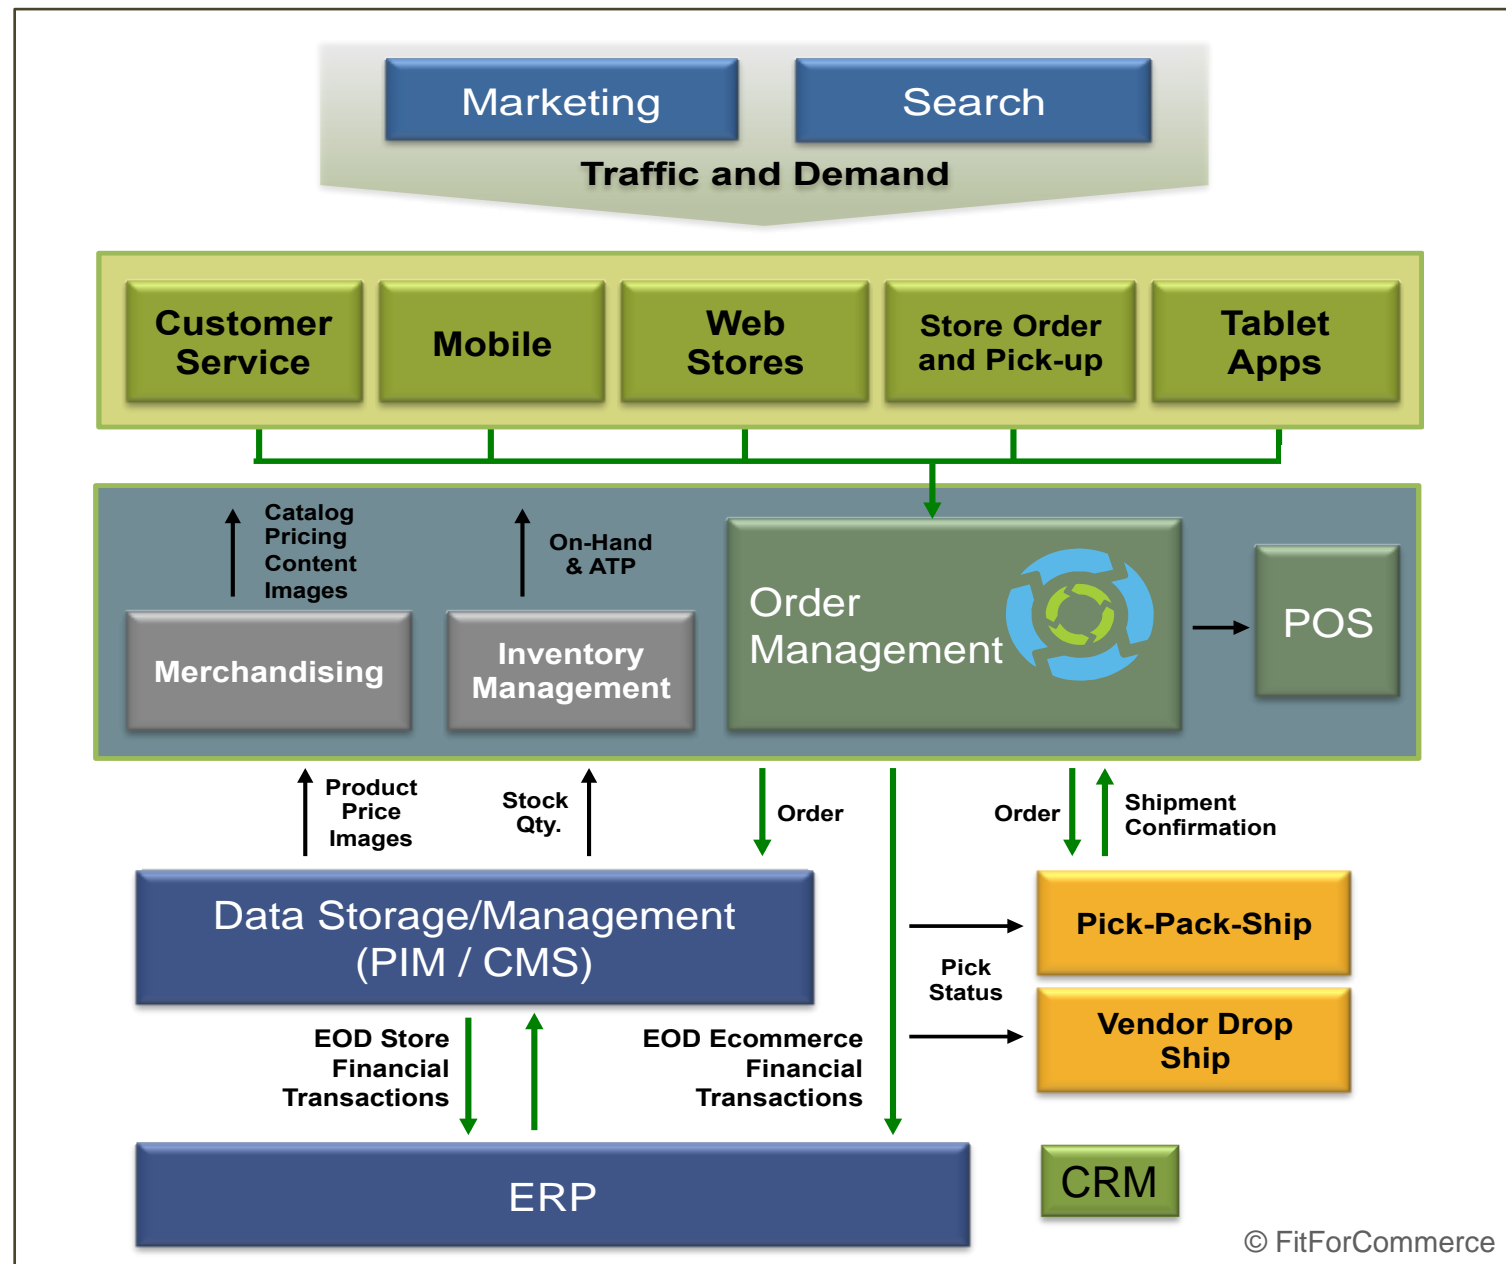 Marketing
Search
Traffic and Demand
Customer
Service
Mobile
Web
Stores
Store Order
and Pick-up
Tablet
Apps
Catalog
Pricing
Content
Images
On-Hand
& ATP
Order
Management
POS
Merchandising
Inventory
Management
Product
Price
Images
Stock
Qty.
Order
Order
Shipment
Confirmation
Data Storage/Management
(PIM / CMS)
Pick-Pack-Ship
Pick
Status
Vendor Drop
Ship
EOD Store
Financial
Transactions
EOD Ecommerce
Financial
Transactions
ERP
CRM
© FitForCommerce